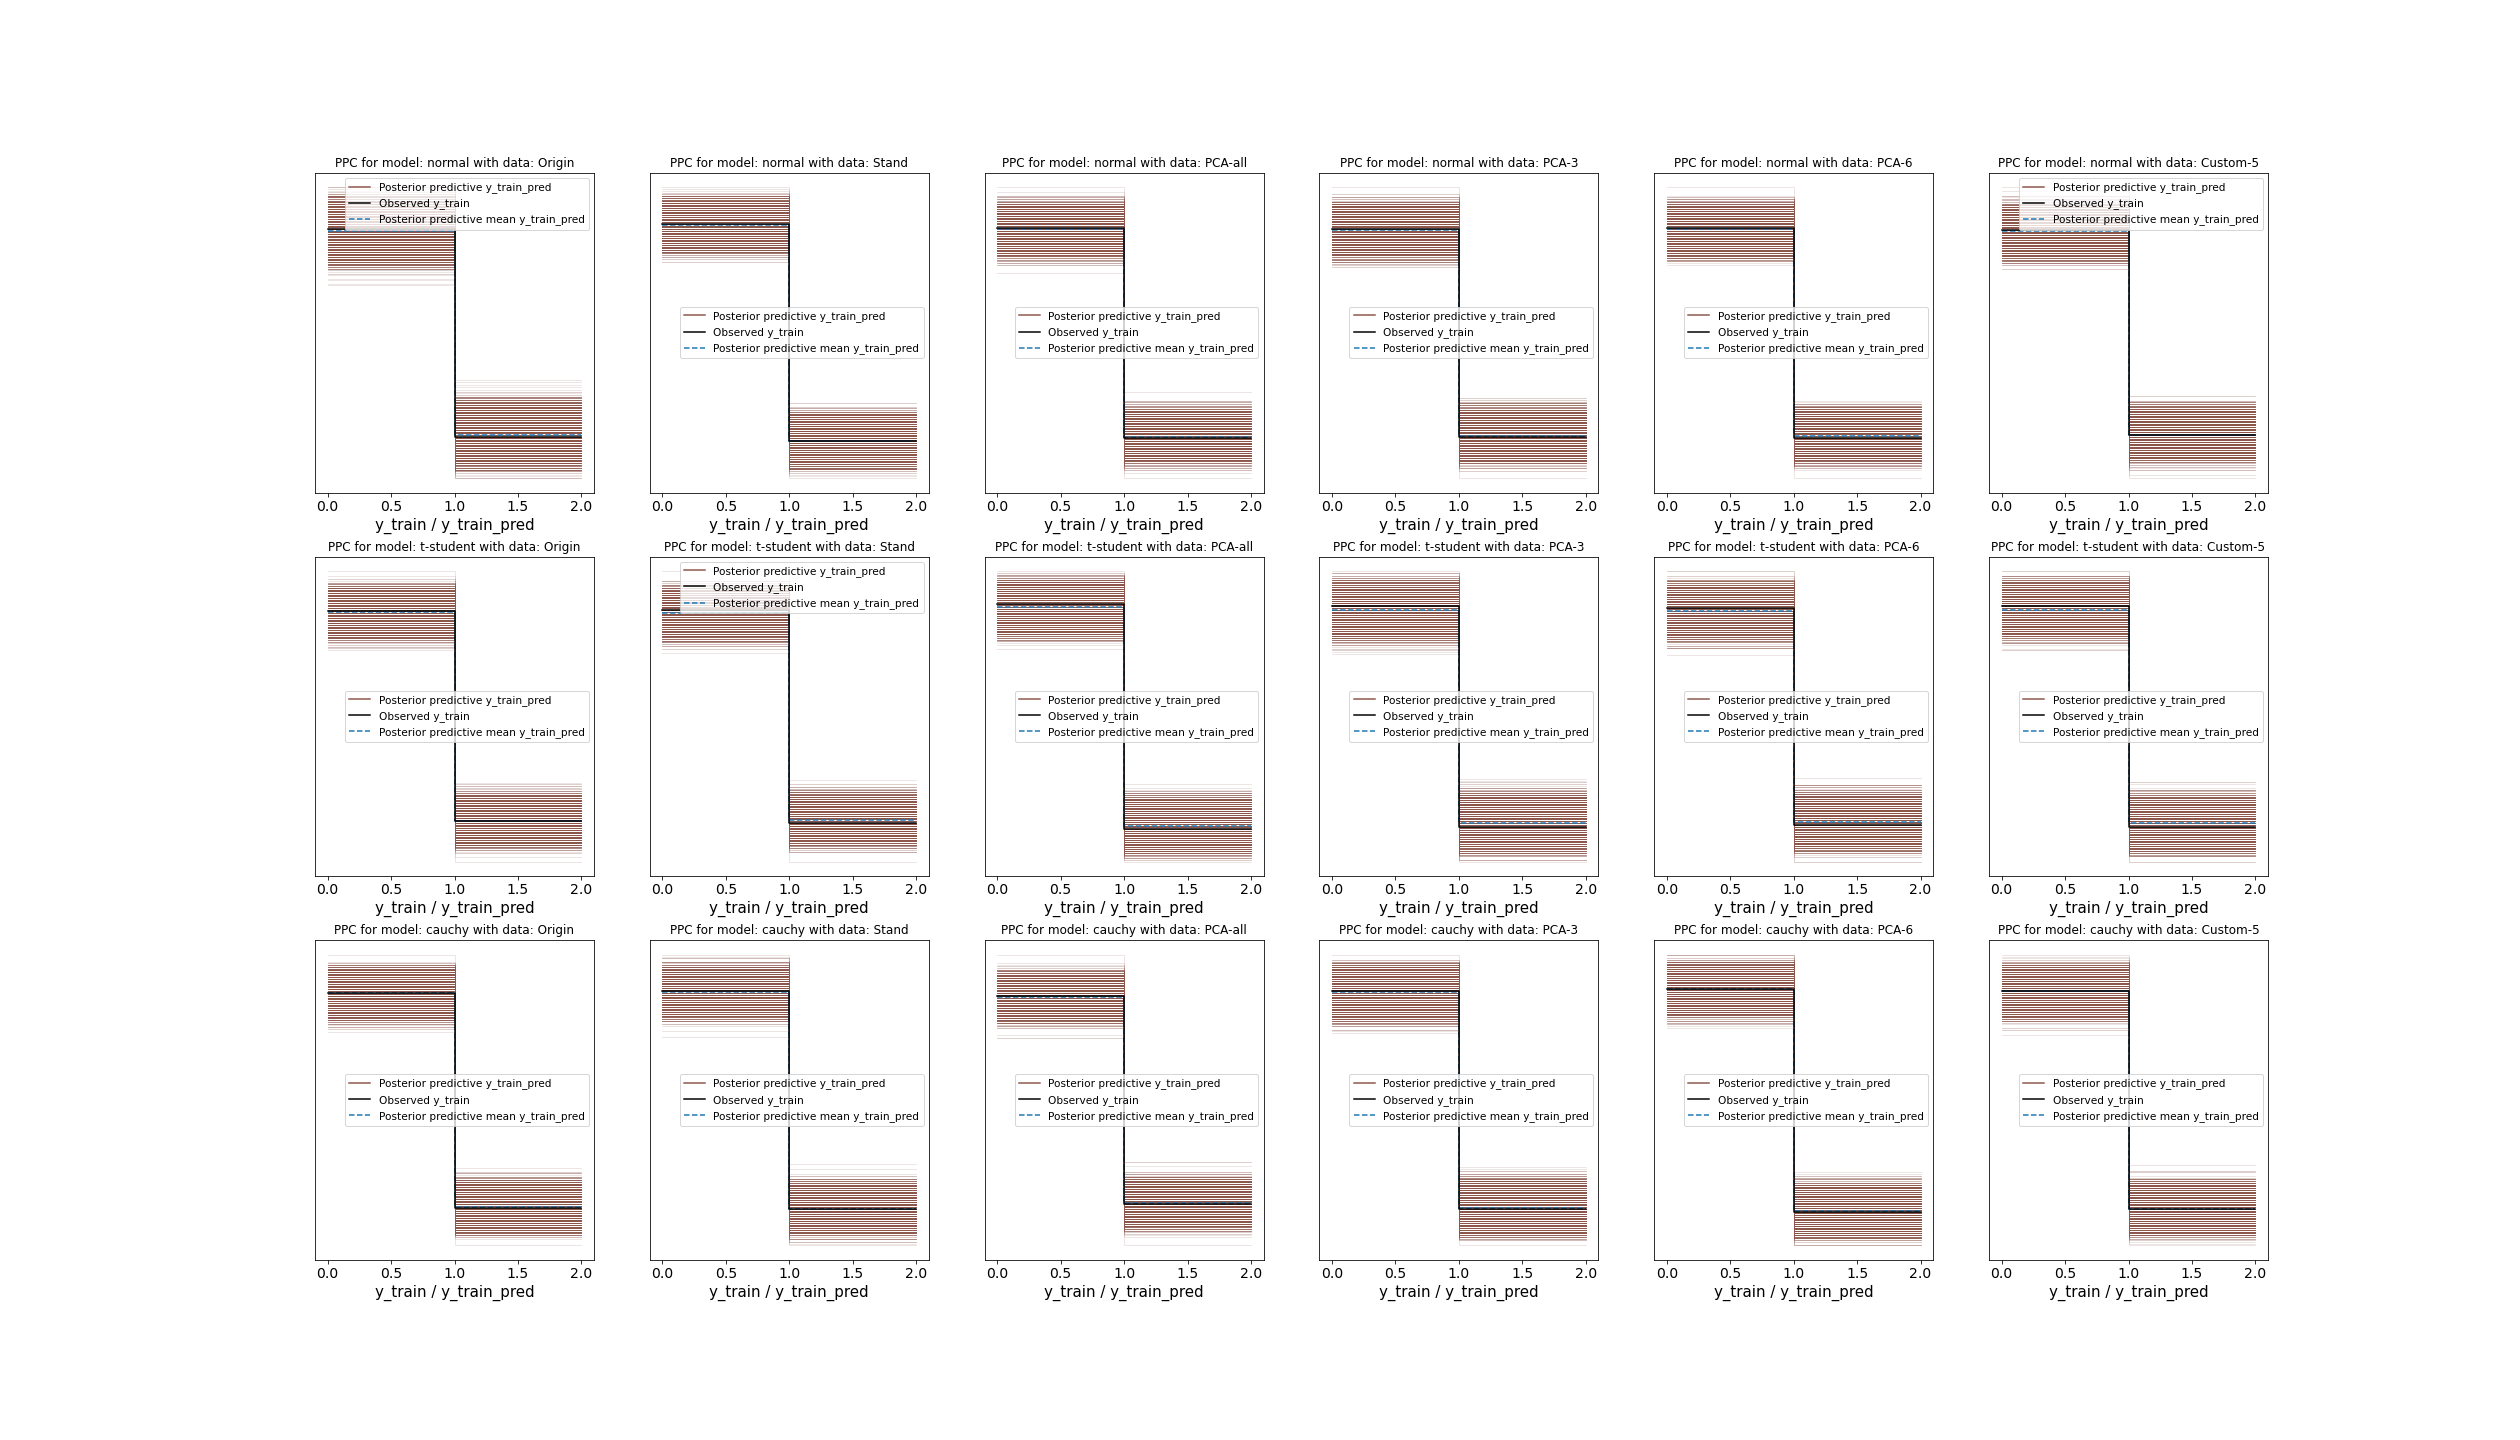 PPC for model: normal with data: Origin
Posterior predictive y_train_pred
Observed y_train
Posterior predictive mean y_train_pred
0.0 0.5 1.0 1.5 2.0
y_train / y_train_pred
PPC for model: normal with data: Stand
Posterior predictive y_train_pred
Observed y_train
Posterior predictive mean y_train_pred
0.0 0.5 1.0 1.5 2.0
y_train / y_train_pred
PPC for model: normal with data: PCA-all
Posterior predictive y_train_pred
Observed y_train
Posterior predictive mean y_train_pred
0.0 0.5 1.0 1.5 2.0
y_train / y_train_pred
PPC for model: normal with data: PCA-3
Posterior predictive y_train_pred
Observed y_train
Posterior predictive mean y_train_pred
0.0 0.5 1.0 1.5 2.0
y_train / y_train_pred
PPC for model: normal with data: PCA-6
Posterior predictive y_train_pred
Observed y_train
Posterior predictive mean y_train_pred
0.0 0.5 1.0 1.5 2.0
y_train / y_train_pred
PPC for model: normal with data: Custom-5
Posterior predictive y_train_pred
Observed y_train
Posterior predictive mean y_train_pred
0.0 0.5 1.0 1.5 2.0
y_train / y_train_pred
PPC for model: t-student with data: Origin
Posterior predictive y_train_pred
Observed y_train
Posterior predictive mean y_train_pred
0.0 0.5 1.0 1.5 2.0
y_train / y_train_pred
PPC for model: t-student with data: Stand
Posterior predictive y_train_pred
Observed y_train
Posterior predictive mean y_train_pred
0.0 0.5 1.0 1.5 2.0
y_train / y_train_pred
PPC for model: t-student with data: PCA-all
Posterior predictive y_train_pred
Observed y_train
Posterior predictive mean y_train_pred
0.0 0.5 1.0 1.5 2.0
y_train / y_train_pred
PPC for model: t-student with data: PCA-3
Posterior predictive y_train_pred
Observed y_train
Posterior predictive mean y_train_pred
0.0 0.5 1.0 1.5 2.0
y_train / y_train_pred
PPC for model: t-student with data: PCA-6
Posterior predictive y_train_pred
Observed y_train
Posterior predictive mean y_train_pred
0.0 0.5 1.0 1.5 2.0
y_train / y_train_pred
PPC for model: t-student with data: Custom-5
Posterior predictive y_train_pred
Observed y_train
Posterior predictive mean y_train_pred
0.0 0.5 1.0 1.5 2.0
y_train / y_train_pred
PPC for model: cauchy with data: Origin
Posterior predictive y_train_pred
Observed y_train
Posterior predictive mean y_train_pred
0.0 0.5 1.0 1.5 2.0
y_train / y_train_pred
PPC for model: cauchy with data: Stand
Posterior predictive y_train_pred
Observed y_train
Posterior predictive mean y_train_pred
0.0 0.5 1.0 1.5 2.0
y_train / y_train_pred
PPC for model: cauchy with data: PCA-all
Posterior predictive y_train_pred
Observed y_train
Posterior predictive mean y_train_pred
0.0 0.5 1.0 1.5 2.0
y_train / y_train_pred
PPC for model: cauchy with data: PCA-3
Posterior predictive y_train_pred
Observed y_train
Posterior predictive mean y_train_pred
0.0 0.5 1.0 1.5 2.0
y_train / y_train_pred
PPC for model: cauchy with data: PCA-6
Posterior predictive y_train_pred
Observed y_train
Posterior predictive mean y_train_pred
0.0 0.5 1.0 1.5 2.0
y_train / y_train_pred
PPC for model: cauchy with data: Custom-5
Posterior predictive y_train_pred
Observed y_train
Posterior predictive mean y_train_pred
0.0 0.5 1.0 1.5 2.0
y_train / y_train_pred